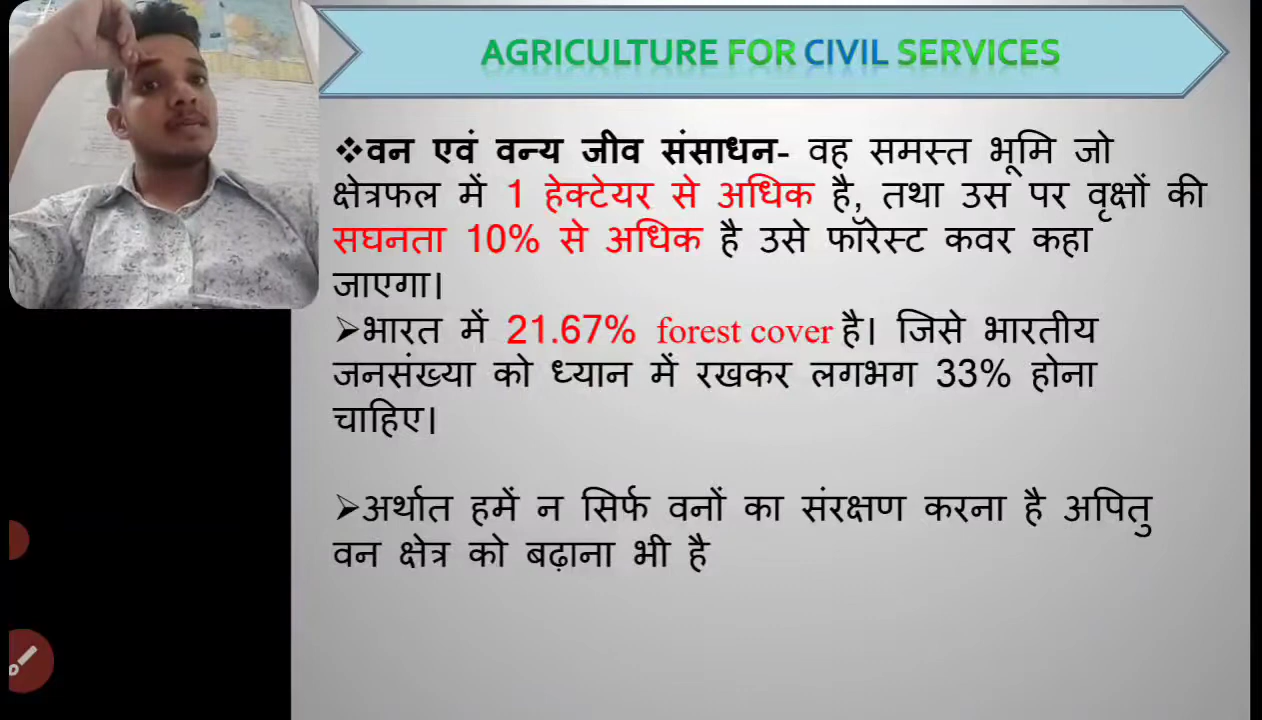 AGRICULTURE FOR CIVIL SERVICES
❖वन एवं वन्य जीव संसाधन- वह समस्त भूमि जो
क्षेत्रफल में 1 हेक्टेयर से अधिक है, तथा उस पर वृक्षों की
सघनता 10% से अधिक है उसे फॉरेस्ट कवर कहा
जाएगा।
➢भारत में 21.67% forest cover है। जिसे भारतीय
जनसंख्या को ध्यान में रखकर लगभग 33% होना
चाहिए।
➢अर्थात हमें न सिर्फ वनों का संरक्षण करना है अपितु
वन क्षेत्र को बढ़ाना भी है